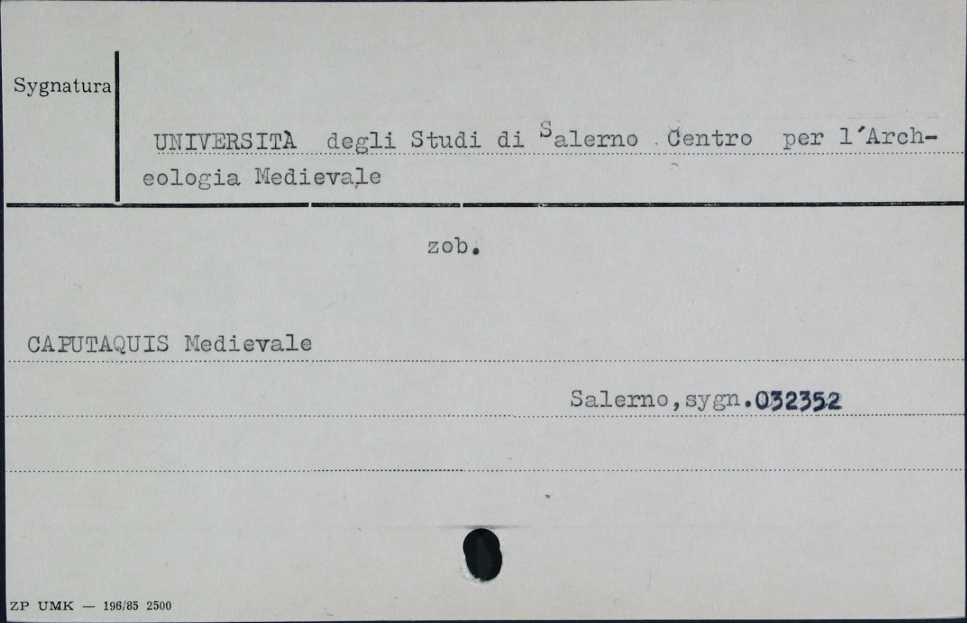 Sygnatura
UNIVERSITÀ degli Studi di Salerno Centro per l'Arch-
eologia Medievale
zob.
CAPUTAQUIS Medievale
Salerno,sygn.032352
ZP UMK — 196/85 2500